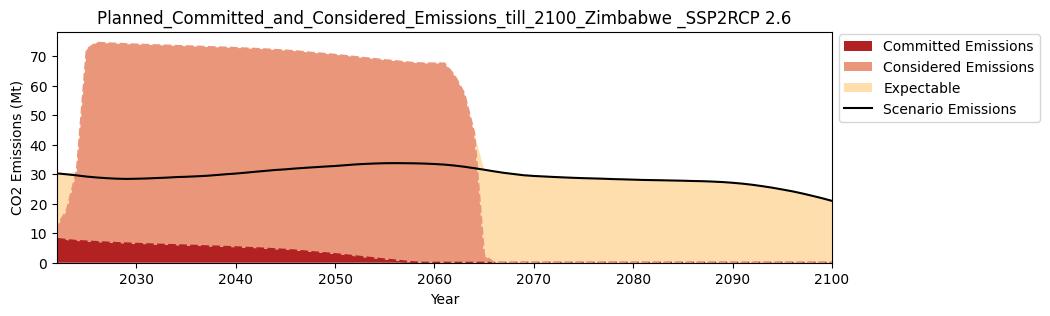 Planned_Committed_and_Considered_Emissions_till_2100_Zimbabwe _SSP2RCP 2.6
CO2 Emissions (Mt)
70
60
50
40
30
20
10
0
2030 2040 2050 2060 2070 2080 2090 2100
Year
Committed Emissions
Considered Emissions
Expectable
Scenario Emissions